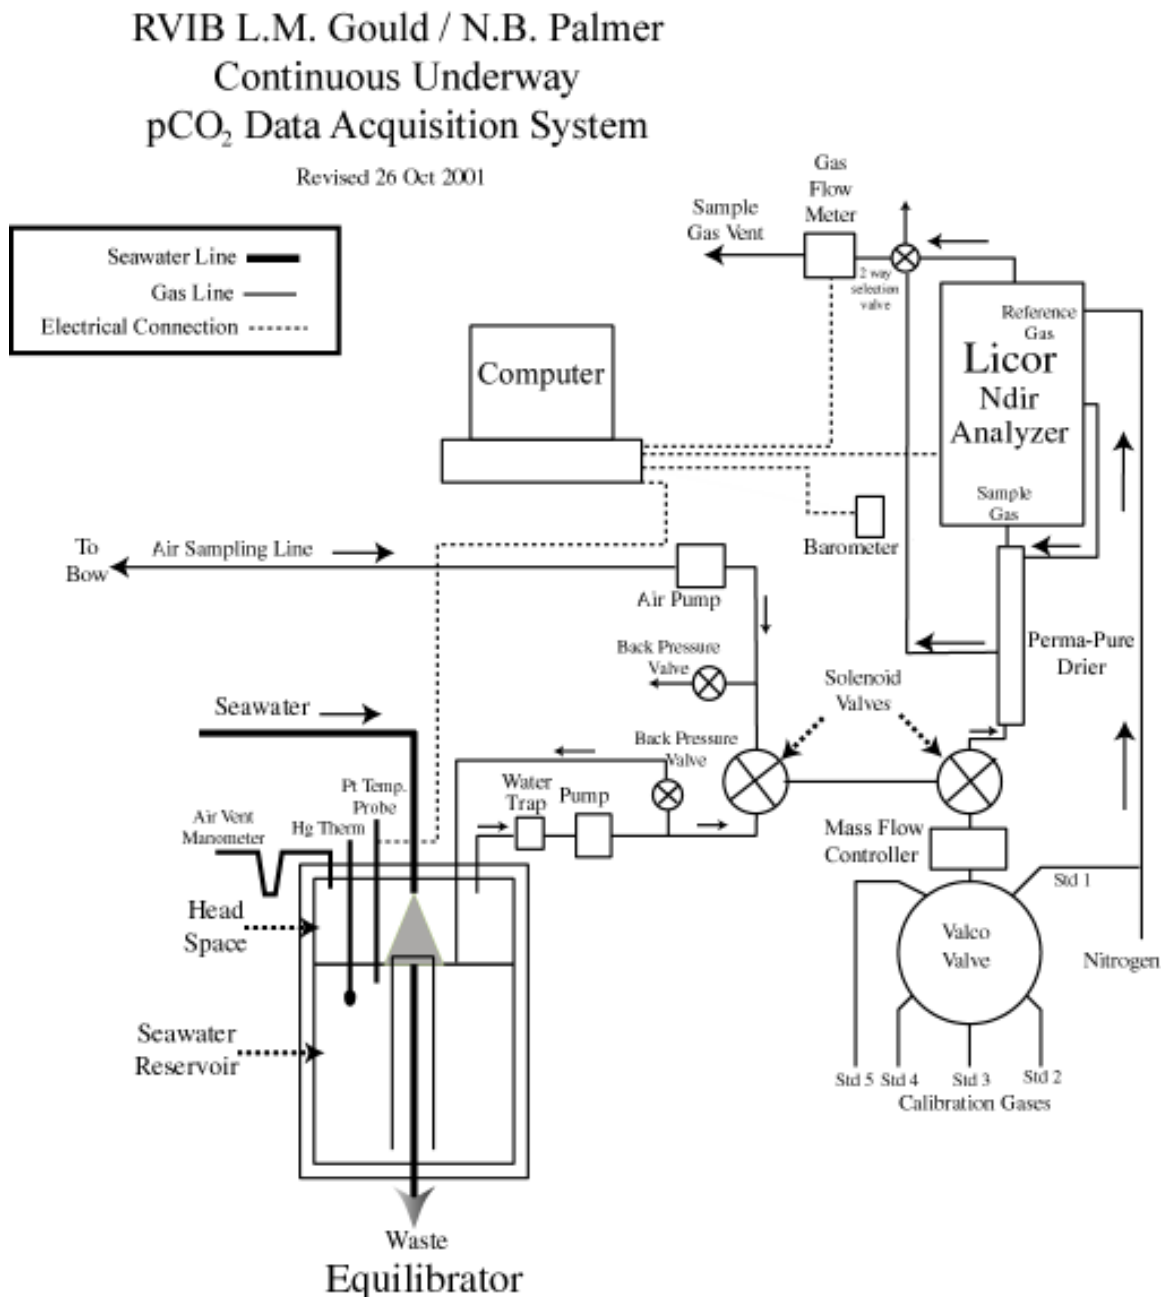 RVIB L.M. Gould / N.B. Palmer
Continuous Underway
pCO₂ Data Acquisition System
Revised 26 Oct 2001
Seawater Line
Gas Line
Electrical Connection
Sample
Gas Vent
Gas
Flow
Meter
2 way
selection
valve
Reference
Gas
Licor
Ndir
Analyzer
Sample
Gas
Computer
Barometer
To
Bow
Air Sampling Line
Air Pump
Back Pressure
Valve
Perma-Pure
Drier
Solenoid
Valves
Seawater
Back Pressure
Valve
Water
Trap
Pump
Pt Temp.
Probe
Air Vent
Manometer
Hg Therm
Mass Flow
Controller
Std 1
Head
Space
Valco
Valve
Nitrogen
Seawater
Reservoir
Std 5
Std 4
Std 3
Std 2
Calibration Gases
Waste
Equilibrator